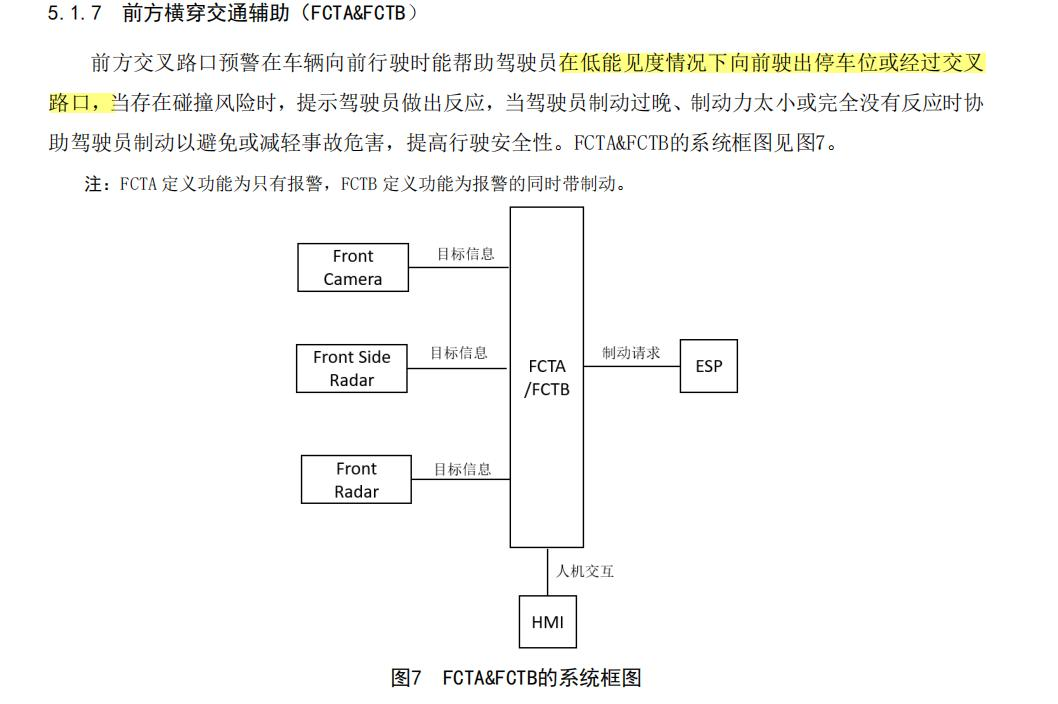 5.1.7 前方横穿交通辅助（FCTA&FCTB）
前方交叉路口预警在车辆向前行驶时能帮助驾驶员在低能见度情况下向前驶出停车位或经过交叉
路口，当存在碰撞风险时，提示驾驶员做出反应，当驾驶员制动过晚、制动力太小或完全没有反应时协
助驾驶员制动以避免或减轻事故危害，提高行驶安全性。FCTA&FCTB的系统框图见图7。
注：FCTA 定义功能为只有报警，FCTB 定义功能为报警的同时带制动。
Front
Camera
目标信息
Front Side
Radar
目标信息
FCTA
/FCTB
制动请求
ESP
Front
Radar
目标信息
人机交互
HMI
图7 FCTA&FCTB的系统框图